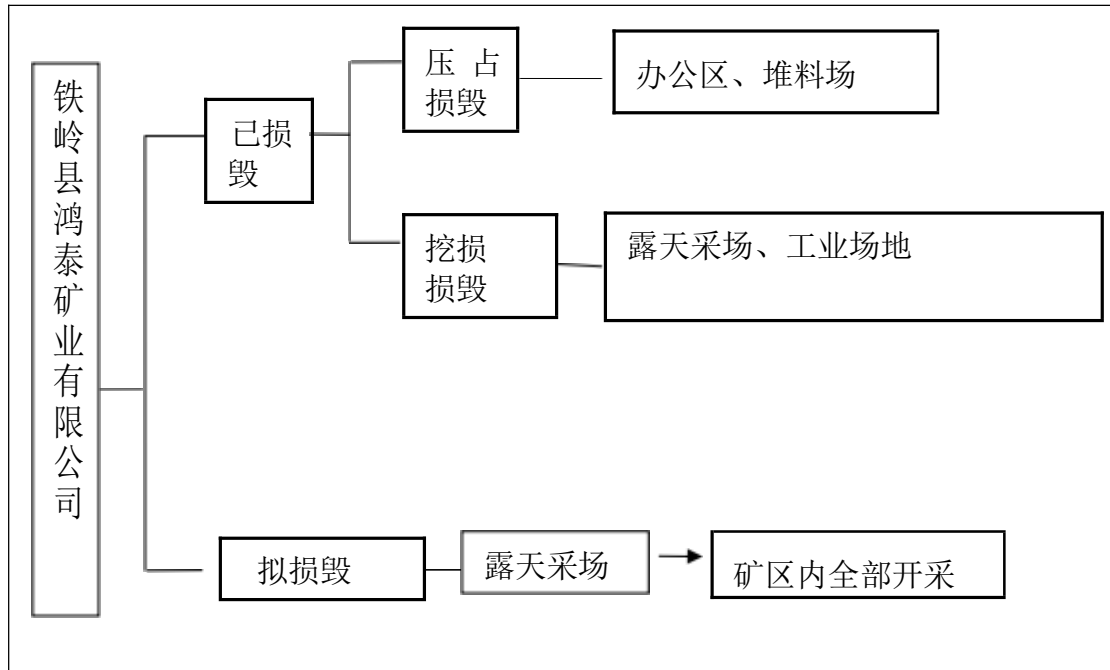 铁岭县鸿泰矿业有限公司
已损
毁
压 占
损毁
办公区、堆料场
挖损
损毁
露天采场、工业场地
拟损毁
露天采场
矿区内全部开采